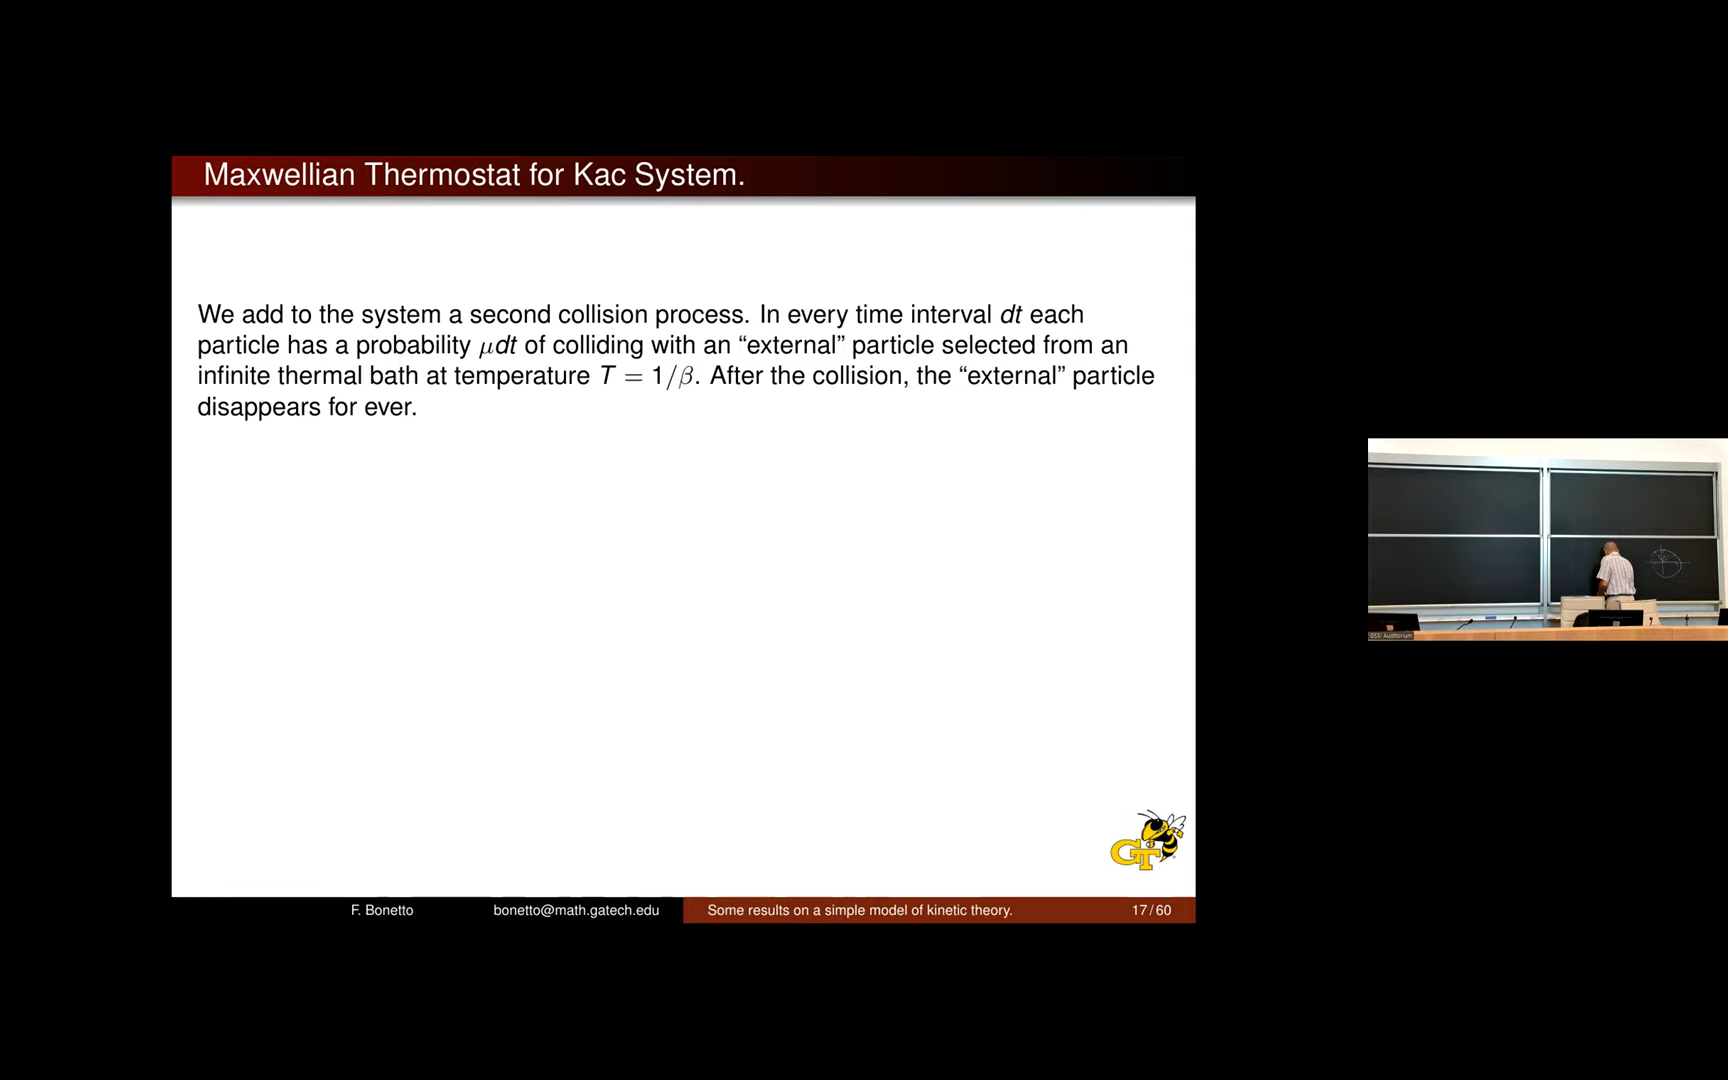 Maxwellian Thermostat for Kac System.
We add to the system a second collision process. In every time interval dt each
particle has a probability μdt of colliding with an “external” particle selected from an
infinite thermal bath at temperature T = 1/β. After the collision, the “external” particle
disappears for ever.
GT
F. Bonetto bonetto@math.gatech.edu Some results on a simple model of kinetic theory. 17/60
GSSI Auditorium